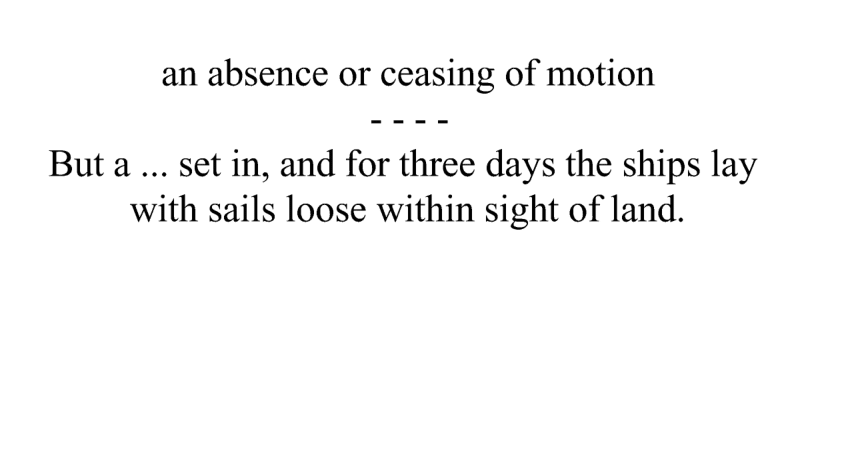 an absence or ceasing of motion
- - - -
But a ... set in, and for three days the ships lay
with sails loose within sight of land.